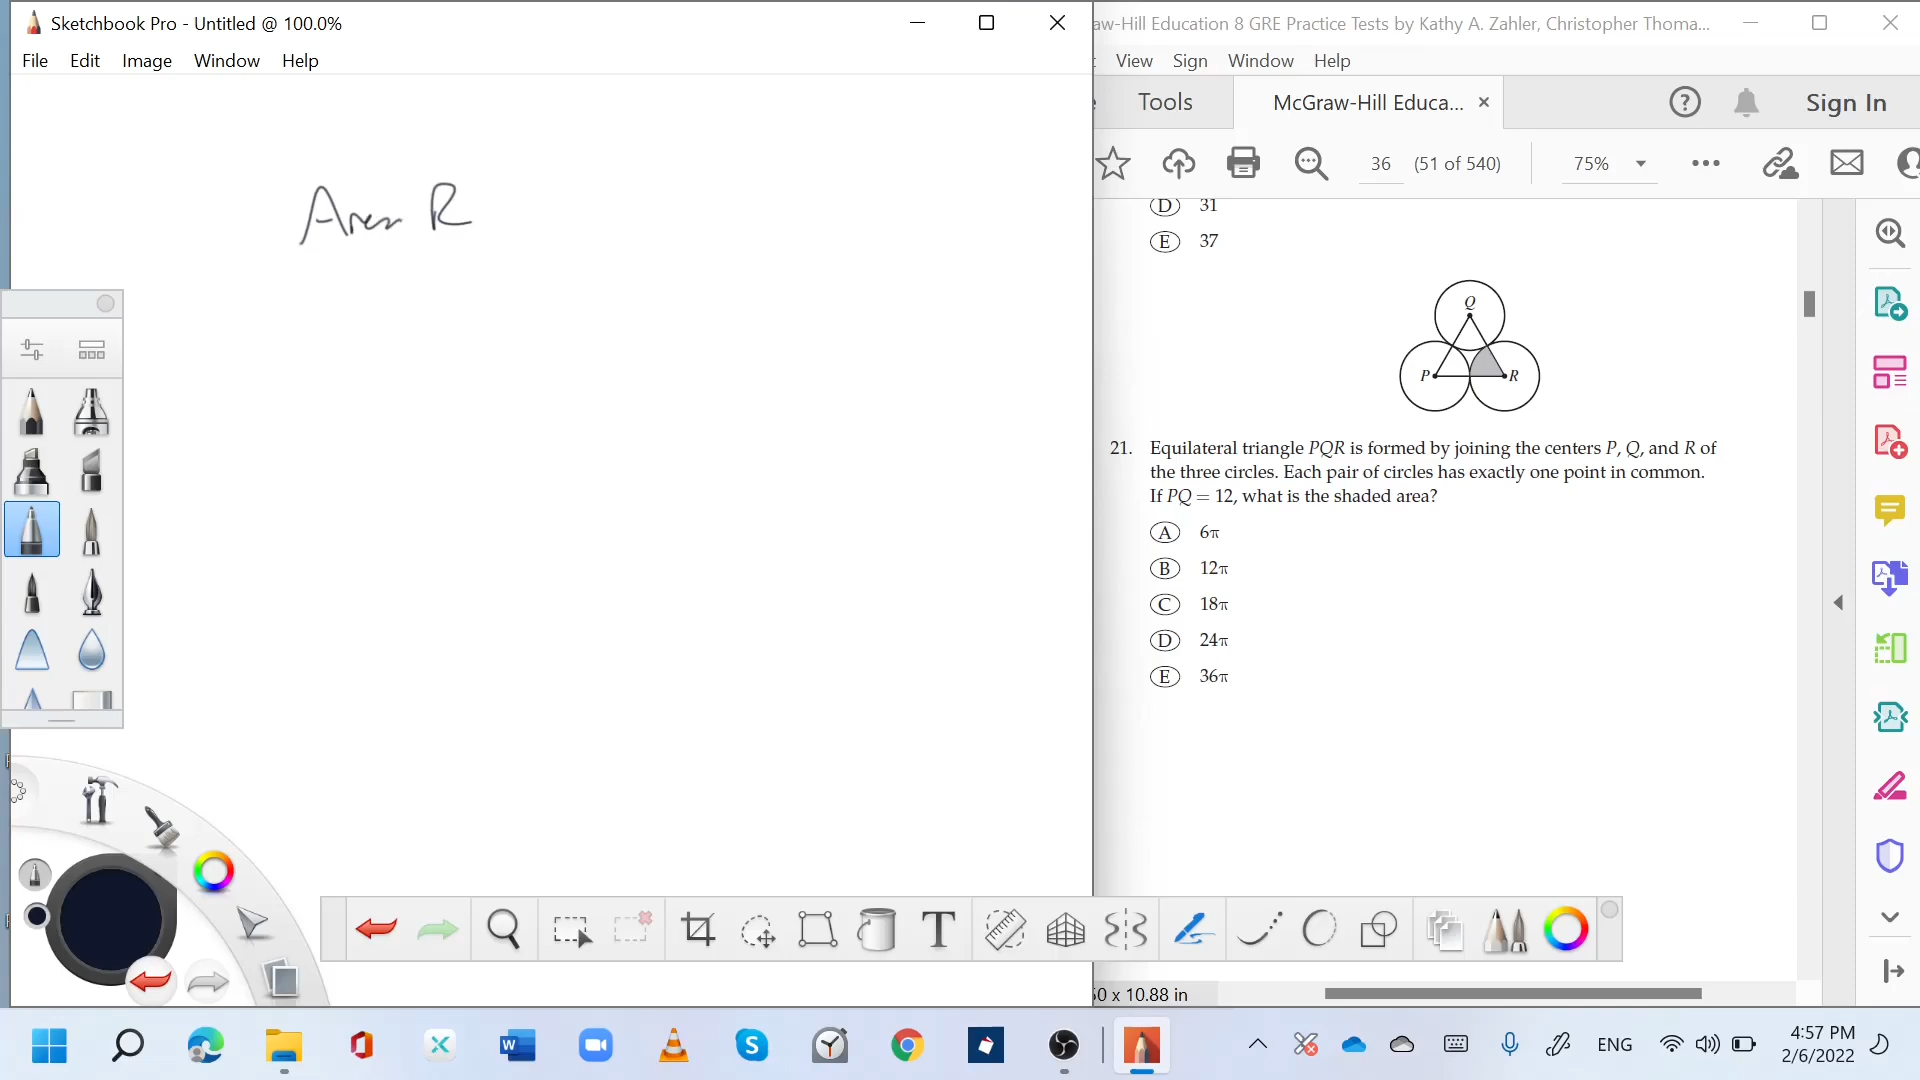 Sketchbook Pro - Untitled @ 100.0%
File Edit Image Window Help
Area R
T
aw-Hill Education 8 GRE Practice Tests by Kathy A. Zahler, Christopher Thoma...
View Sign Window Help
Tools
McGraw-Hill Educa... ×
Sign In
36 (51 of 540)
75%
D 31
E 37
Q
P
R
21. Equilateral triangle PQR is formed by joining the centers P, Q, and R of
the three circles. Each pair of circles has exactly one point in common.
If PQ = 12, what is the shaded area?
A 6π
B 12π
C 18π
D 24π
E 36π
0 x 10.88 in
ENG
4:57 PM
2/6/2022